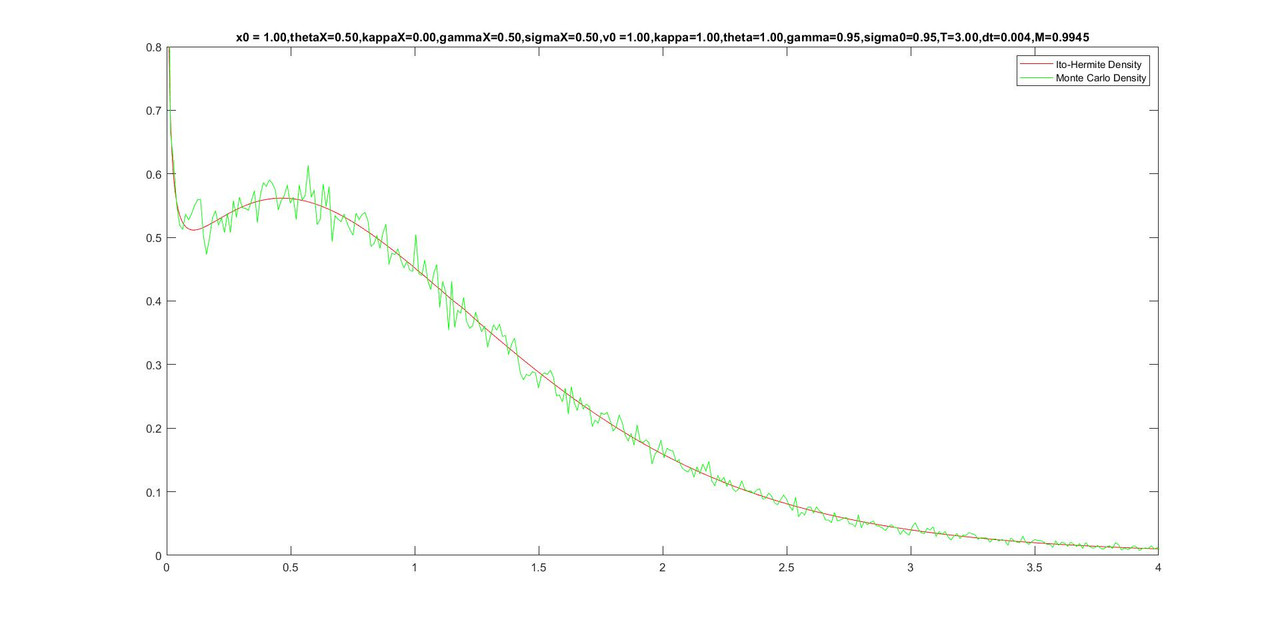 x0 = 1.00,thetaX=0.50,kappaX=0.00,gammaX=0.50,sigmaX=0.50,v0 =1.00,kappa=1.00,theta=1.00,gamma=0.95,sigma0=0.95,T=3.00,dt=0.004,M=0.9945
Ito-Hermite Density
Monte Carlo Density
0.8
0.7
0.6
0.5
0.4
0.3
0.2
0.1
0
0 0.5 1 1.5 2 2.5 3 3.5 4